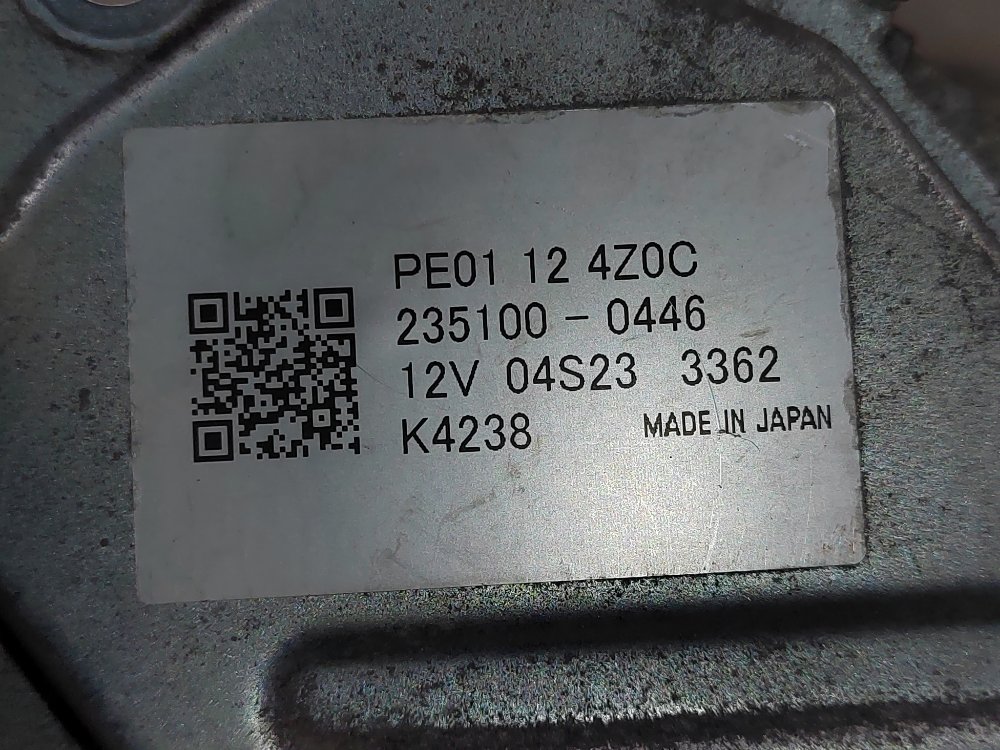 PE01 12 4Z0C
235100 - 0446
12V 04S23 3362
K4238 MADE IN JAPAN